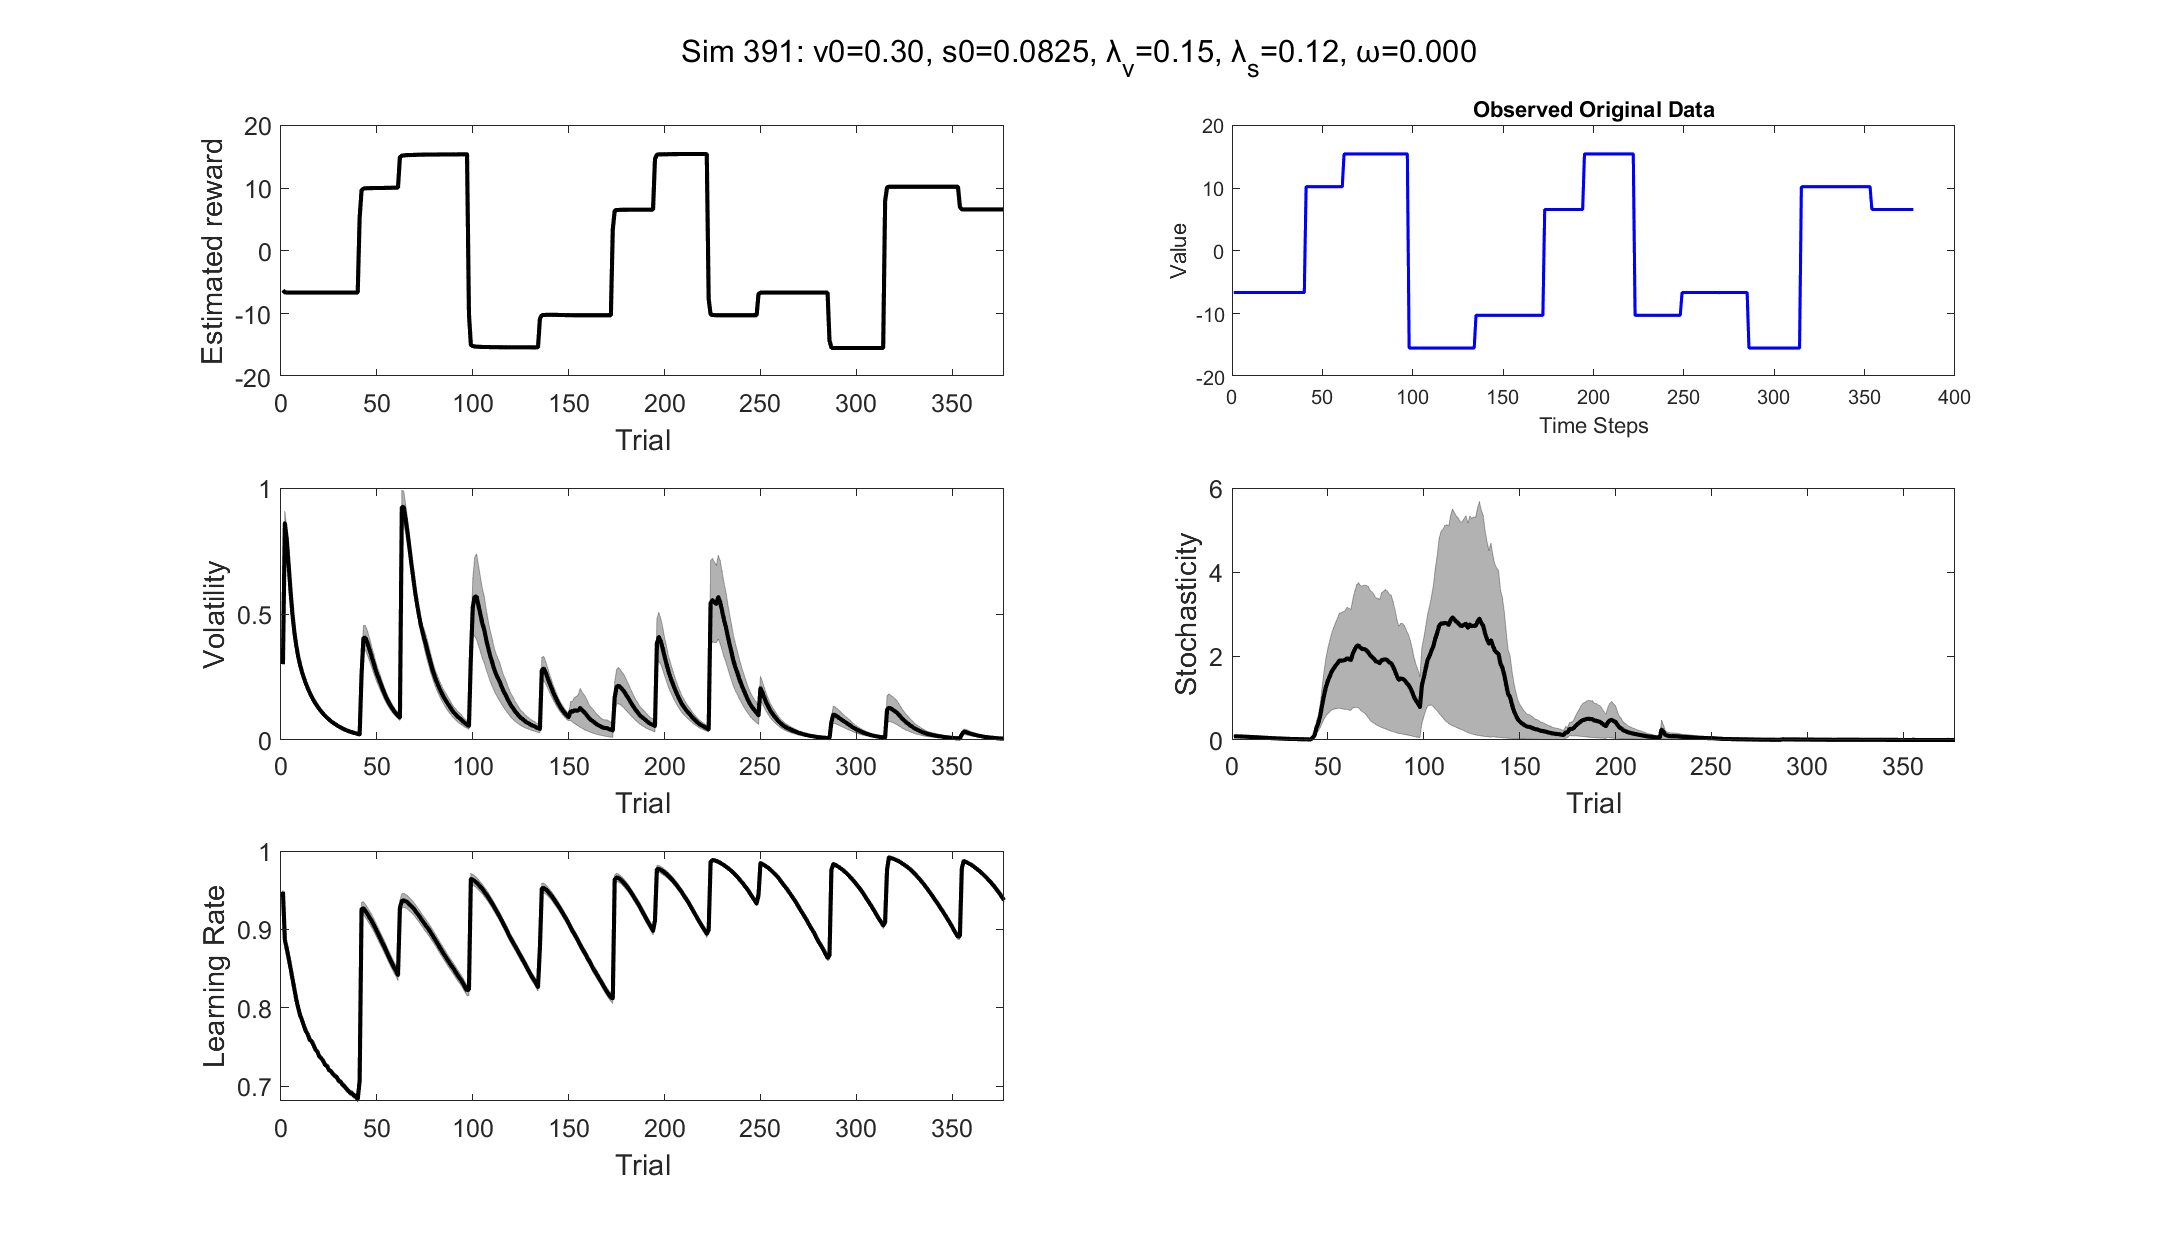 Sim 391: v0=0.30, s0=0.0825, λv=0.15, λs=0.12, ω=0.000
20
10
0
-10
-20
Estimated reward
0 50 100 150 200 250 300 350
Trial
Observed Original Data
20
10
0
-10
-20
Value
0 50 100 150 200 250 300 350 400
Time Steps
1
0.5
0
Volatility
0 50 100 150 200 250 300 350
Trial
6
4
2
0
Stochasticity
0 50 100 150 200 250 300 350
Trial
1
0.9
0.8
0.7
Learning Rate
0 50 100 150 200 250 300 350
Trial